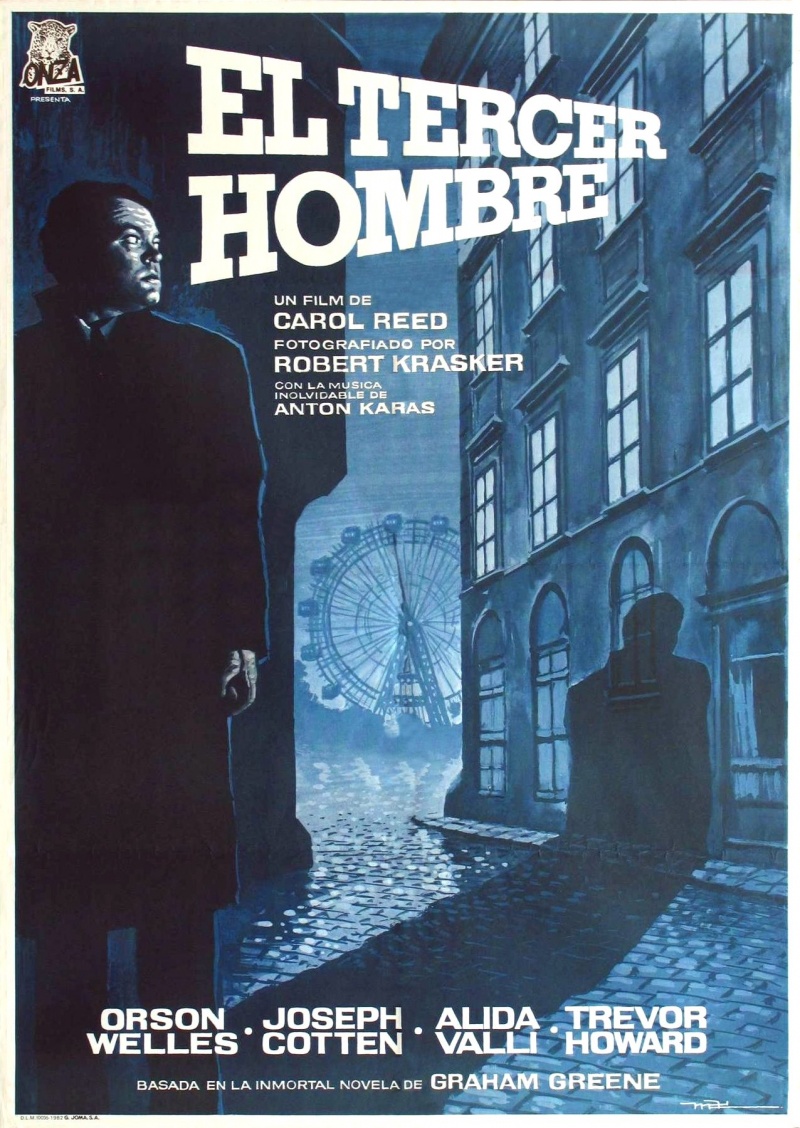 ONZA
FILMS, S. A.
PRESENTA
EL TERCER
HOMBRE
UN FILM DE
CAROL REED
FOTOGRAFIADO POR
ROBERT KRASKER
CON LA MUSICA
INOLVIDABLE DE
ANTON KARAS
ORSON WELLES · JOSEPH COTTEN · ALIDA VALLI · TREVOR HOWARD
BASADA EN LA INMORTAL NOVELA DE GRAHAM GREENE
G. JOMA, S.A.